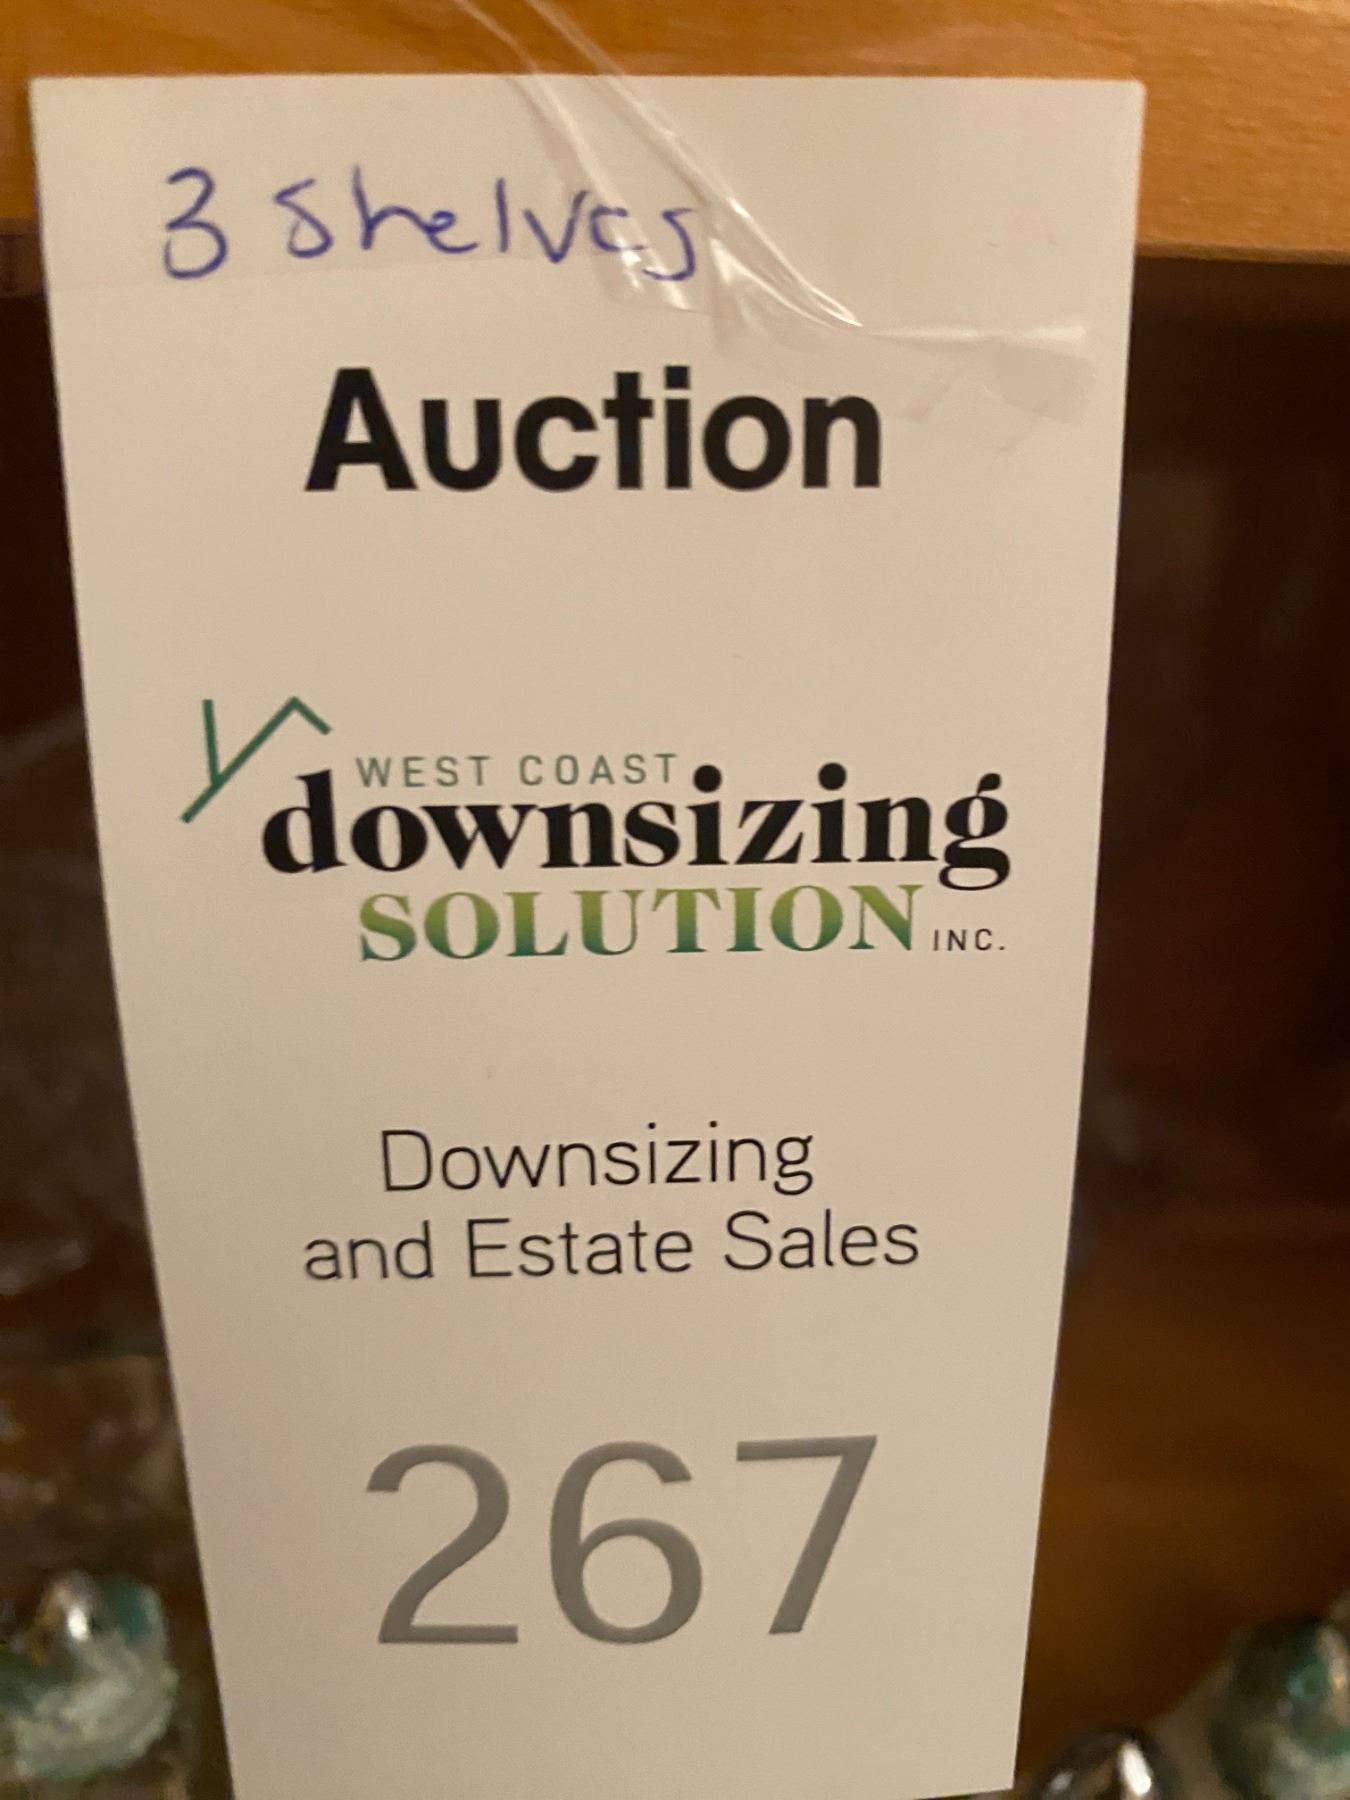 3 shelves
Auction
WEST COAST
downsizing
SOLUTION INC.
Downsizing
and Estate Sales
267